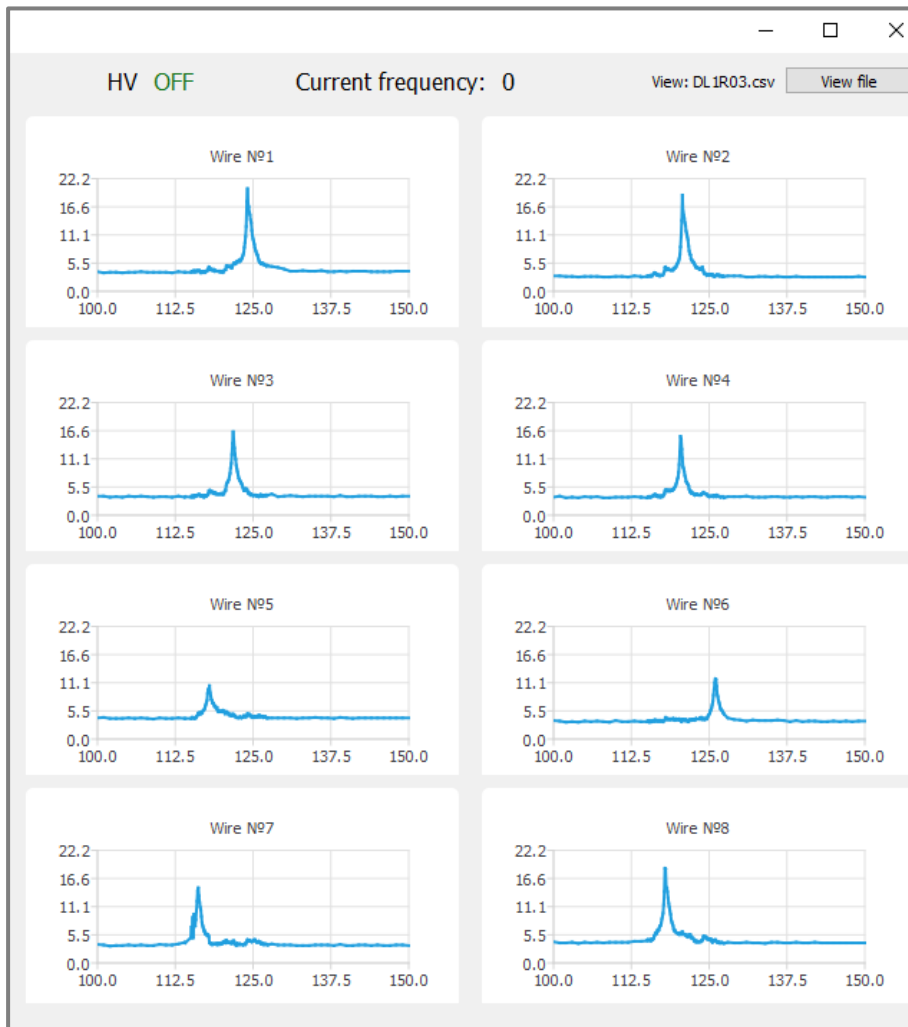 HV OFF Current frequency: 0 View: DL1R03.csv View file
Wire №1
22.2
16.6
11.1
5.5
0.0
100.0 112.5 125.0 137.5 150.0
Wire №2
22.2
16.6
11.1
5.5
0.0
100.0 112.5 125.0 137.5 150.0
Wire №3
22.2
16.6
11.1
5.5
0.0
100.0 112.5 125.0 137.5 150.0
Wire №4
22.2
16.6
11.1
5.5
0.0
100.0 112.5 125.0 137.5 150.0
Wire №5
22.2
16.6
11.1
5.5
0.0
100.0 112.5 125.0 137.5 150.0
Wire №6
22.2
16.6
11.1
5.5
0.0
100.0 112.5 125.0 137.5 150.0
Wire №7
22.2
16.6
11.1
5.5
0.0
100.0 112.5 125.0 137.5 150.0
Wire №8
22.2
16.6
11.1
5.5
0.0
100.0 112.5 125.0 137.5 150.0